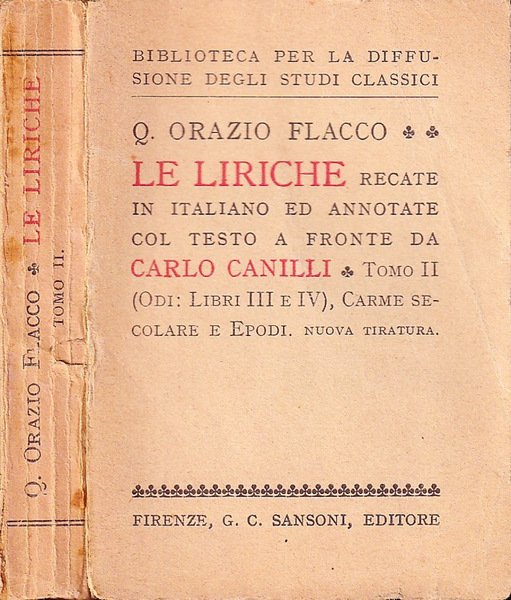 BIBLIOTECA PER LA DIFFU-
SIONE DEGLI STUDI CLASSICI
Q. ORAZIO FLACCO
LE LIRICHE RECATE
IN ITALIANO ED ANNOTATE
COL TESTO A FRONTE DA
CARLO CANILLI ♣ TOMO II
(ODI: LIBRI III E IV), CARME SE-
COLARE E EPODI. NUOVA TIRATURA.
FIRENZE, G. C. SANSONI, EDITORE
Q. ORAZIO FLACCO ♣ LE LIRICHE
TOMO II.